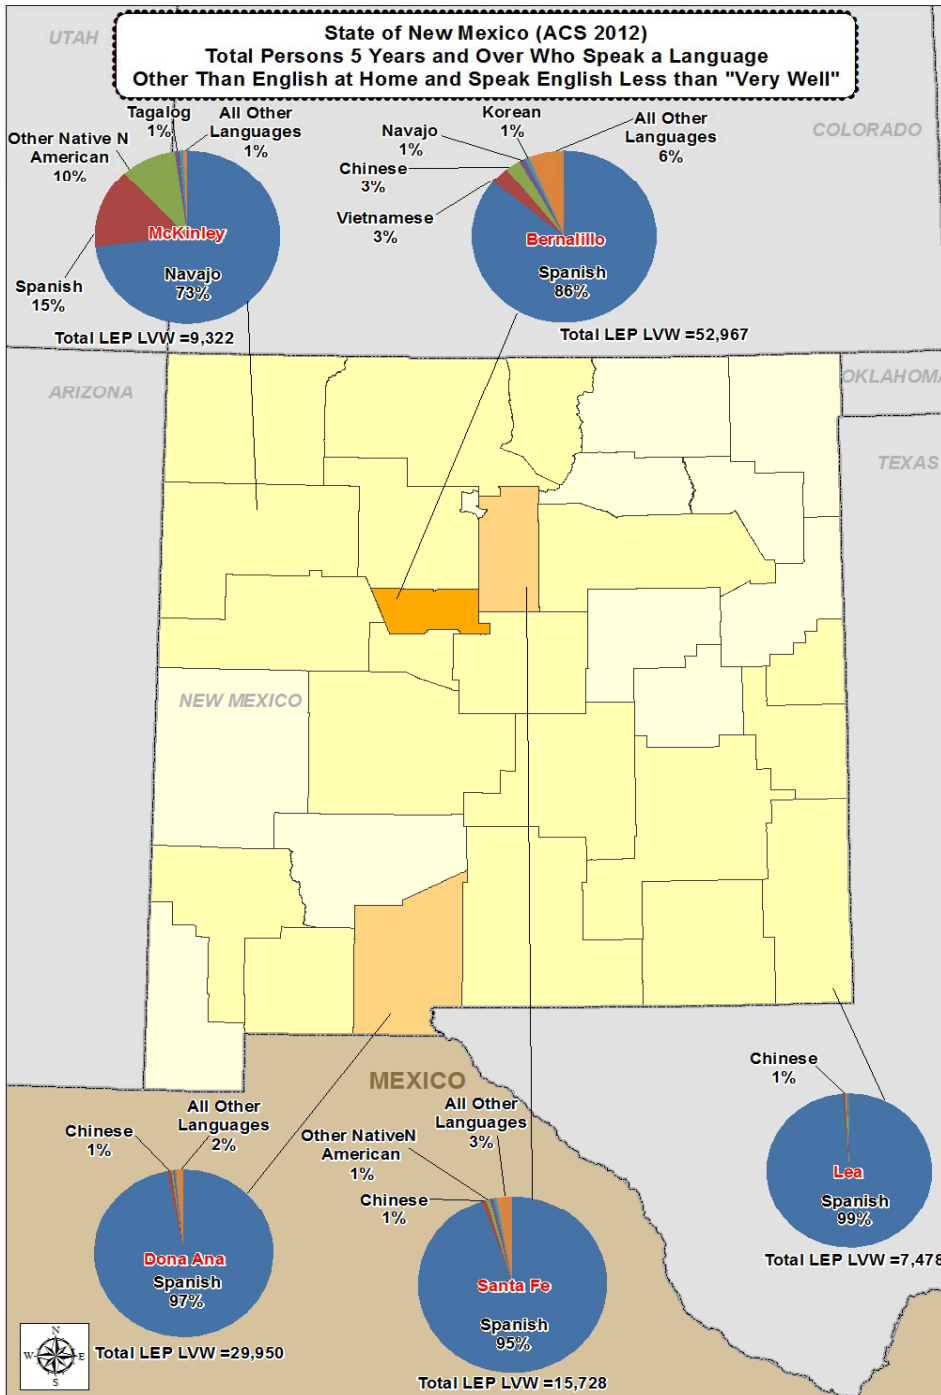 State of New Mexico (ACS 2012)
Total Persons 5 Years and Over Who Speak a Language
Other Than English at Home and Speak English Less than "Very Well"
UTAH
COLORADO
Tagalog
1%
All Other
Languages
1%
Other Native N
American
10%
Spanish
15%
McKinley
Navajo
73%
Total LEP LVW =9,322
Korean
1%
Navajo
1%
All Other
Languages
6%
Chinese
3%
Vietnamese
3%
Bernalillo
Spanish
86%
Total LEP LVW =52,967
ARIZONA
OKLAHOMA
TEXAS
NEW MEXICO
MEXICO
Chinese
1%
All Other
Languages
2%
Dona Ana
Spanish
97%
Total LEP LVW =29,950
All Other
Languages
3%
Other NativeN
American
1%
Chinese
1%
Santa Fe
Spanish
95%
Total LEP LVW =15,728
Chinese
1%
Lea
Spanish
99%
Total LEP LVW =7,478
N
W
E
S